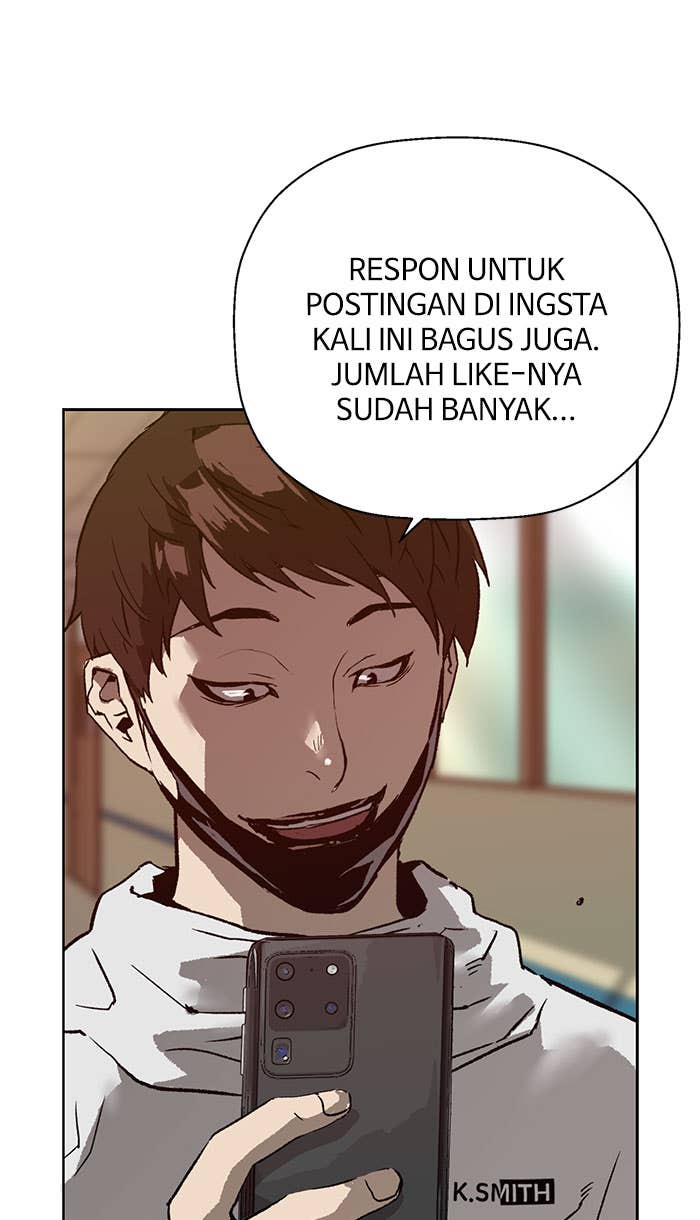 RESPON UNTUK
POSTINGAN DI INGSTA
KALI INI BAGUS JUGA.
JUMLAH LIKE-NYA
SUDAH BANYAK...
K.SMITH